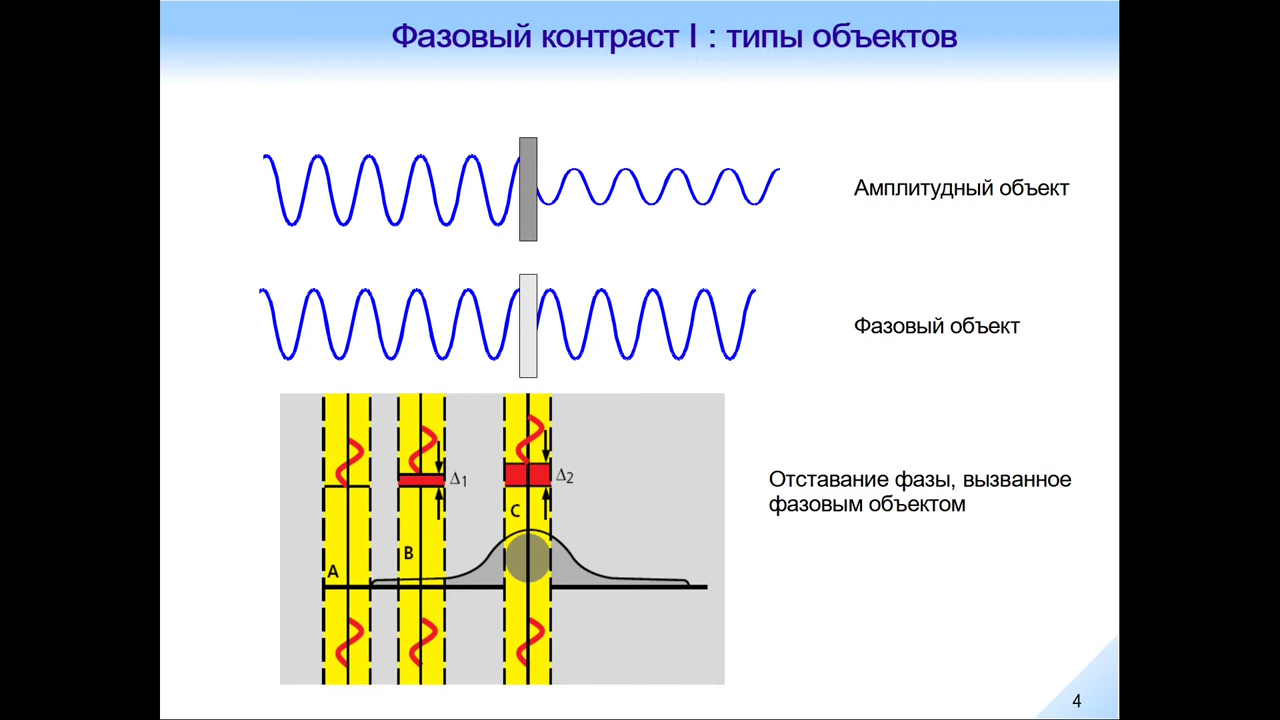 Фазовый контраст I : типы объектов
Амплитудный объект
Фазовый объект
Δ1
Δ2
Отставание фазы, вызванное
фазовым объектом
C
B
A
4